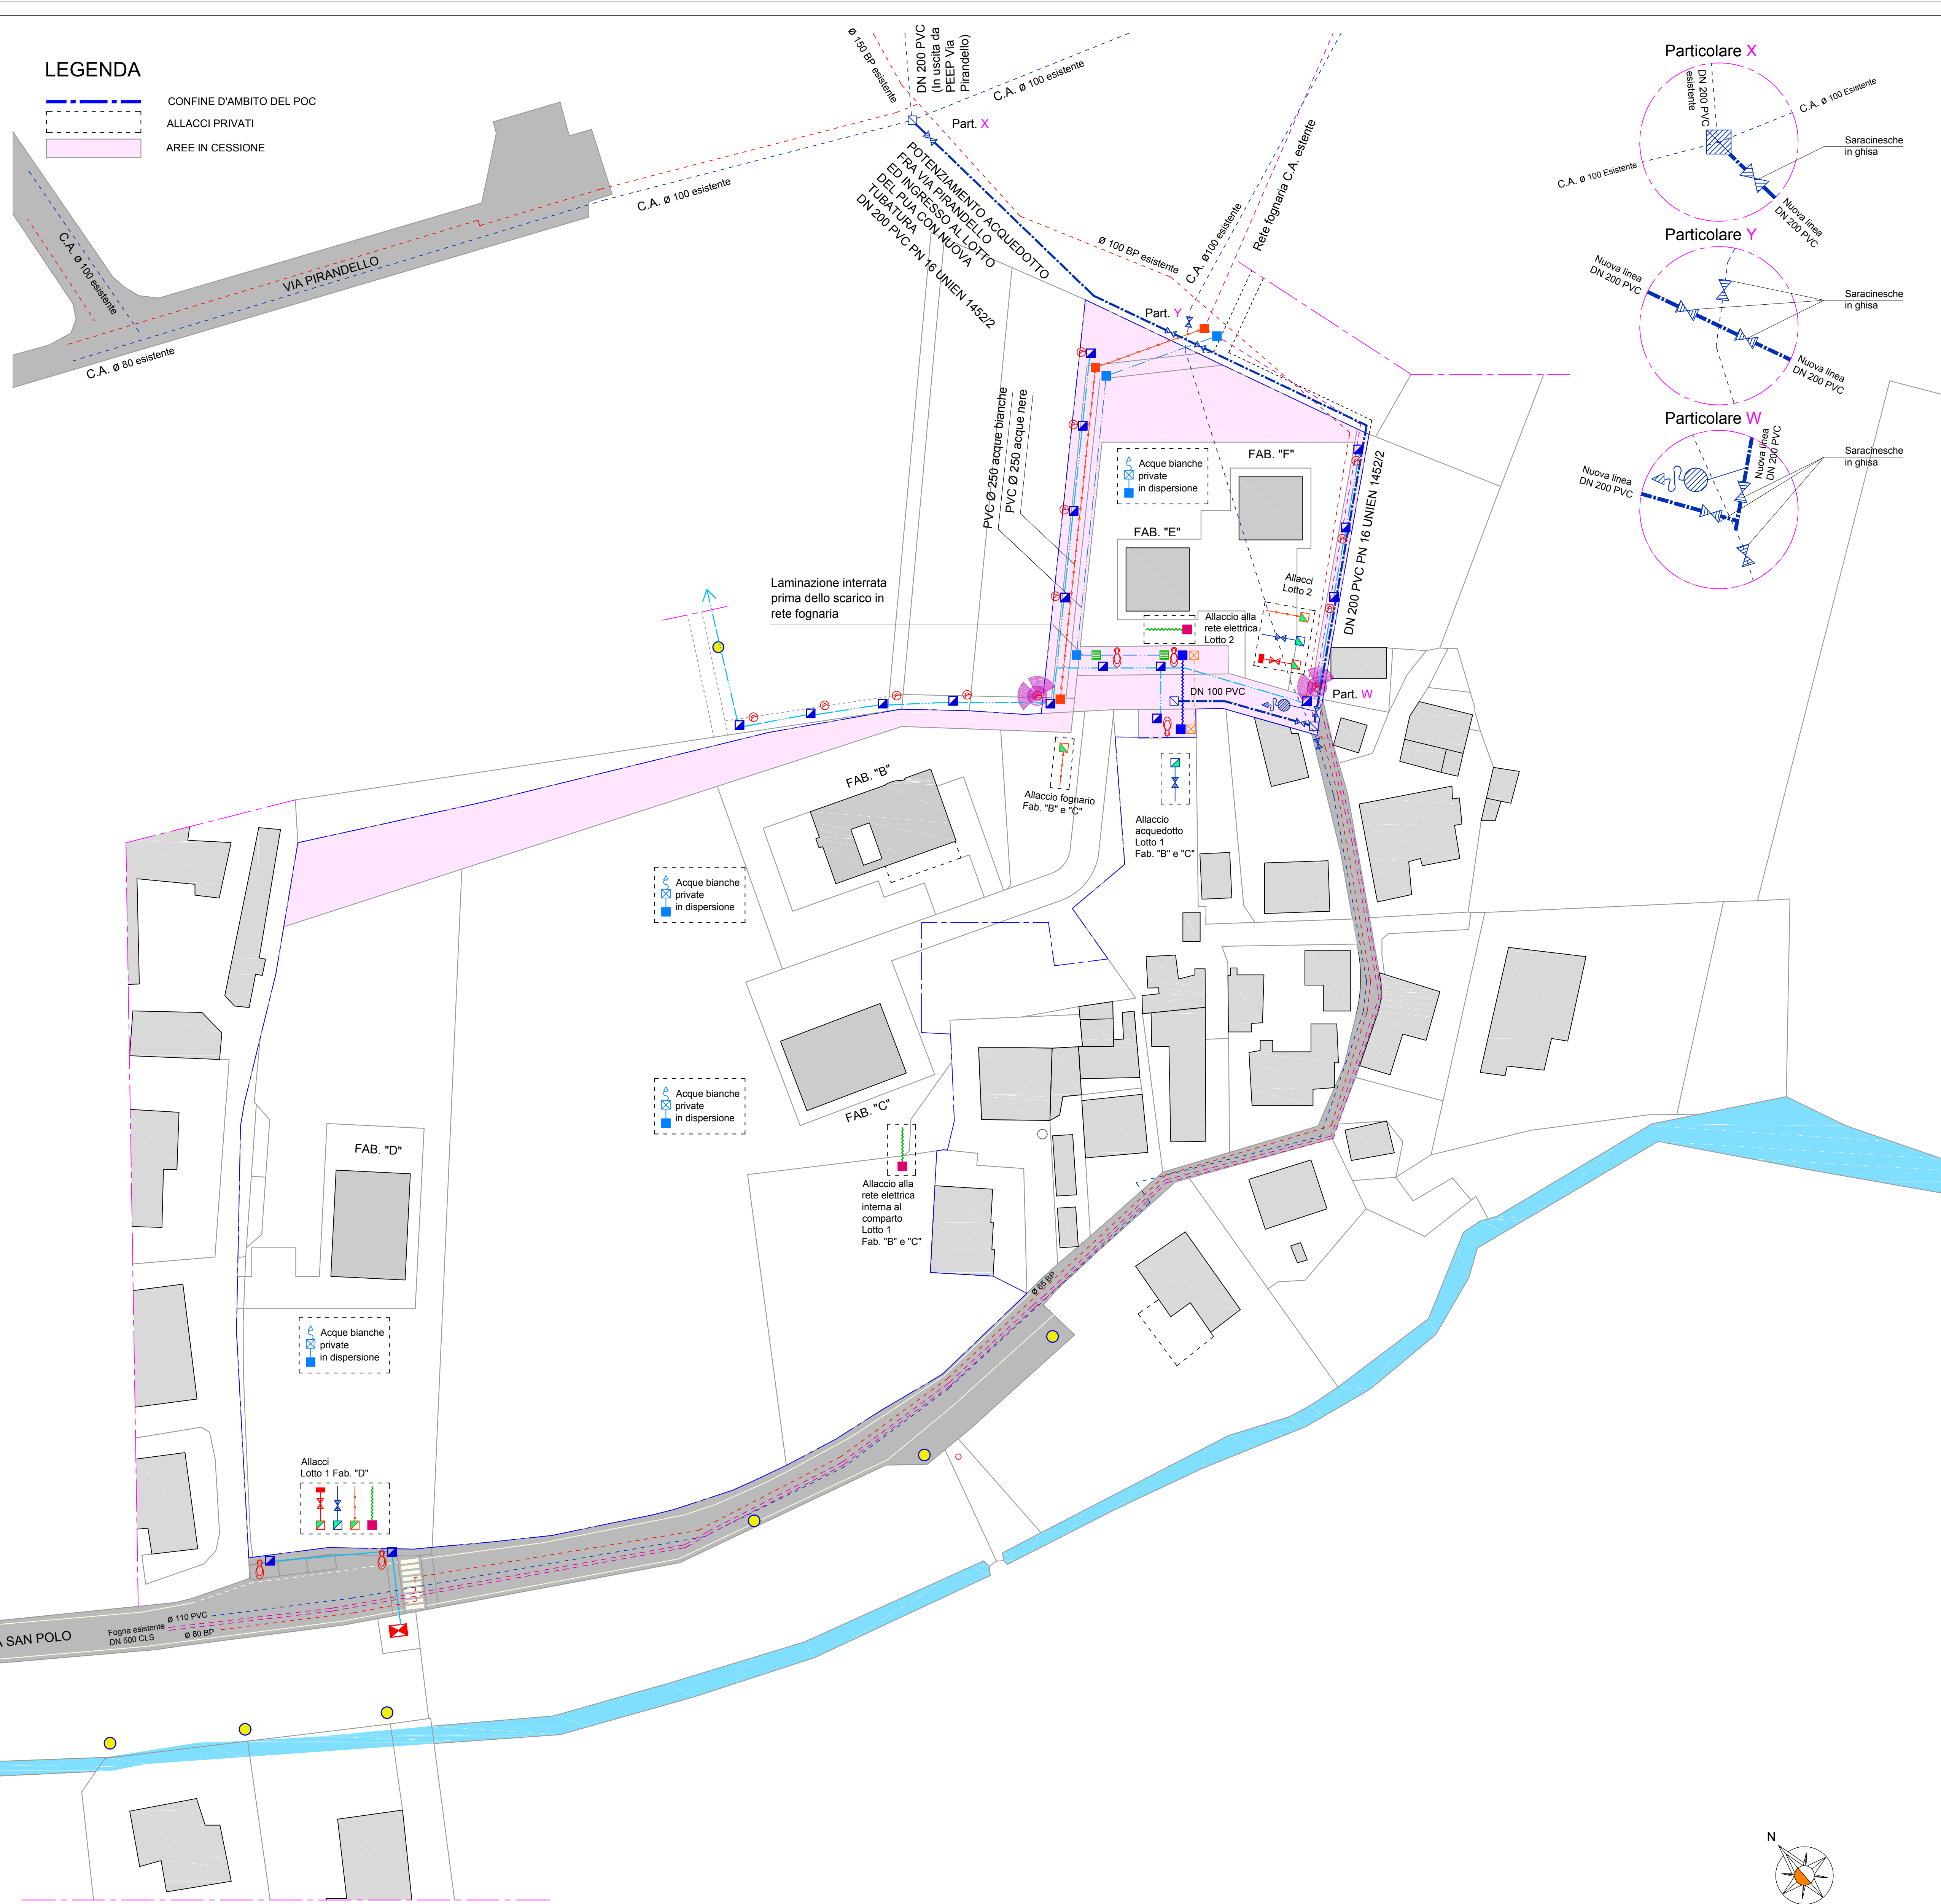 LEGENDA
CONFINE D'AMBITO DEL POC
ALLACCI PRIVATI
AREE IN CESSIONE
ø 150 BP esistente
DN 200 PVC
(In uscita da
PEEP Via
Pirandello)
C.A. ø 100 esistente
Part. X
POTENZIAMENTO ACQUEDOTTO
FRA VIA PIRANDELLO
ED INGRESSO AL LOTTO
DEL PUA CON NUOVA
TUBATURA
DN 200 PVC PN 16 UNIEN 1452/2
C.A. ø 100 esistente
C.A. ø 100 esistente
VIA PIRANDELLO
C.A. ø 80 esistente
ø 100 BP esistente
C.A. ø100 esistente
Rete fognaria C.A. estente
Part. Y
Particolare X
DN 200 PVC
esistente
C.A. ø 100 Esistente
C.A. ø 100 Esistente
Saracinesche
in ghisa
Nuova linea
DN 200 PVC
Particolare Y
Nuova linea
DN 200 PVC
Saracinesche
in ghisa
Nuova linea
DN 200 PVC
Particolare W
Nuova linea
DN 200 PVC
Nuova linea
DN 200 PVC
Saracinesche
in ghisa
PVC Ø 250 acque bianche
PVC Ø 250 acque nere
Acque bianche
private
in dispersione
FAB. "F"
FAB. "E"
DN 200 PVC PN 16 UNIEN 1452/2
Laminazione interrata
prima dello scarico in
rete fognaria
Allacci
Lotto 2
Allaccio alla
rete elettrica
Lotto 2
DN 100 PVC
Part. W
FAB. "B"
Allaccio fognario
Fab. "B" e "C"
Allaccio
acquedotto
Lotto 1
Fab. "B" e "C"
Acque bianche
private
in dispersione
Acque bianche
private
in dispersione
FAB. "C"
FAB. "D"
Allaccio alla
rete elettrica
interna al
comparto
Lotto 1
Fab. "B" e "C"
ø 65 BP
Acque bianche
private
in dispersione
Allacci
Lotto 1 Fab. "D"
A SAN POLO
Fogna esistente
DN 500 CLS
ø 110 PVC
ø 80 BP
N